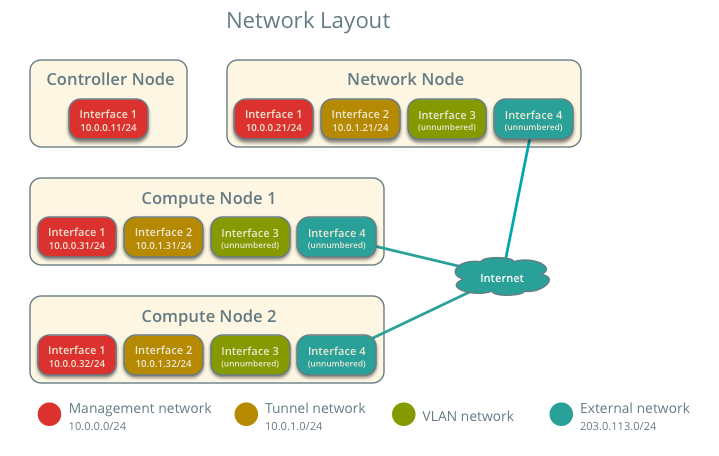 Network Layout
Controller Node
Interface 1
10.0.0.11/24
Network Node
Interface 1
10.0.0.21/24
Interface 2
10.0.1.21/24
Interface 3
(unnumbered)
Interface 4
(unnumbered)
Compute Node 1
Interface 1
10.0.0.31/24
Interface 2
10.0.1.31/24
Interface 3
(unnumbered)
Interface 4
(unnumbered)
Internet
Compute Node 2
Interface 1
10.0.0.32/24
Interface 2
10.0.1.32/24
Interface 3
(unnumbered)
Interface 4
(unnumbered)
Management network
10.0.0.0/24
Tunnel network
10.0.1.0/24
VLAN network
External network
203.0.113.0/24